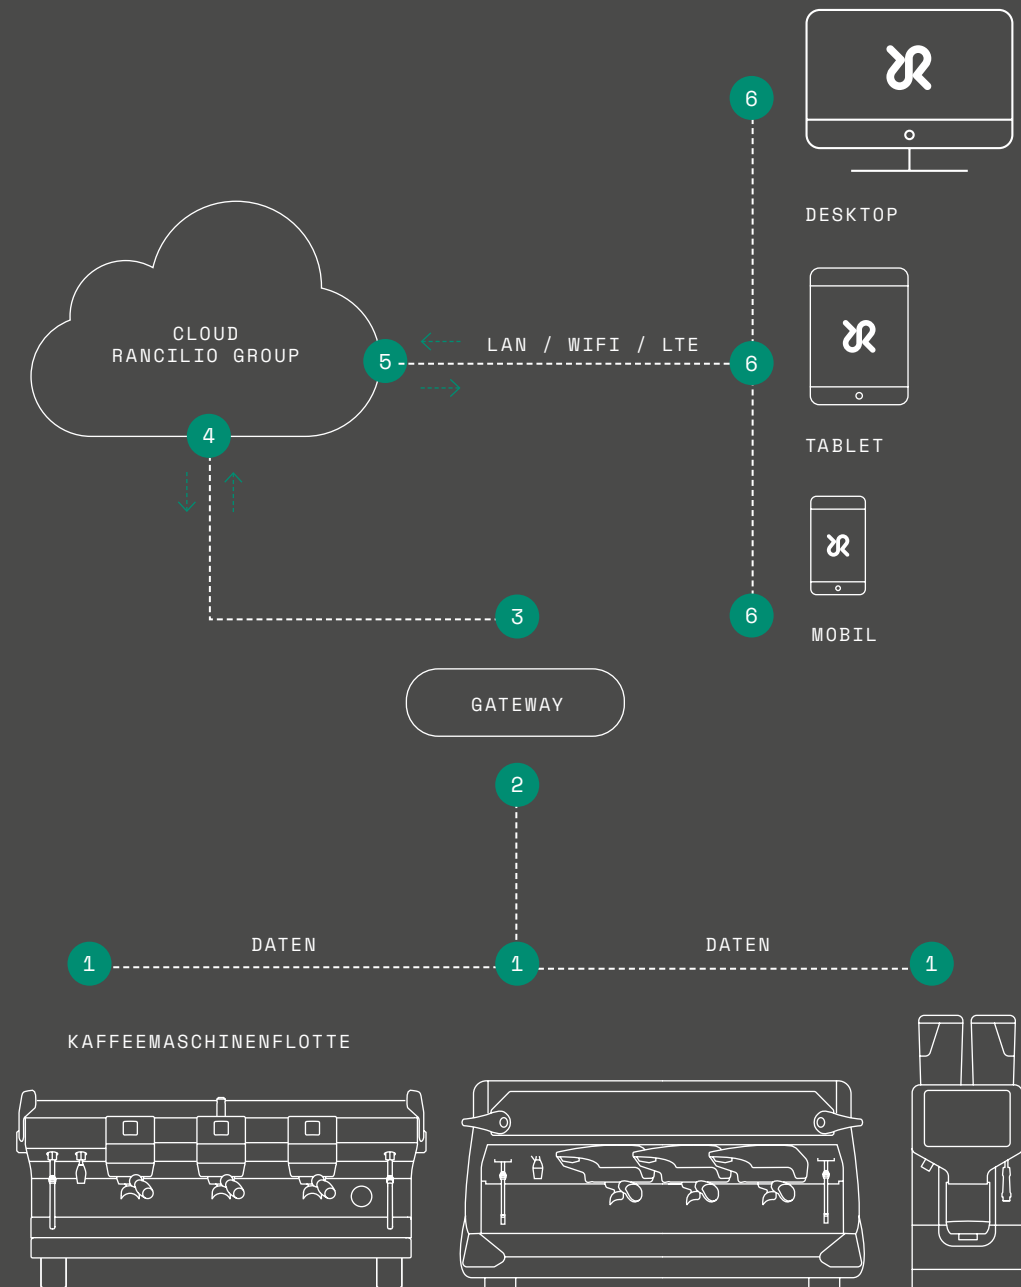 6
DESKTOP
CLOUD
RANCILIO GROUP
5
LAN / WIFI / LTE
6
4
TABLET
3
6
MOBIL
GATEWAY
2
DATEN
DATEN
1
1
1
KAFFEEMASCHINENFLOTTE